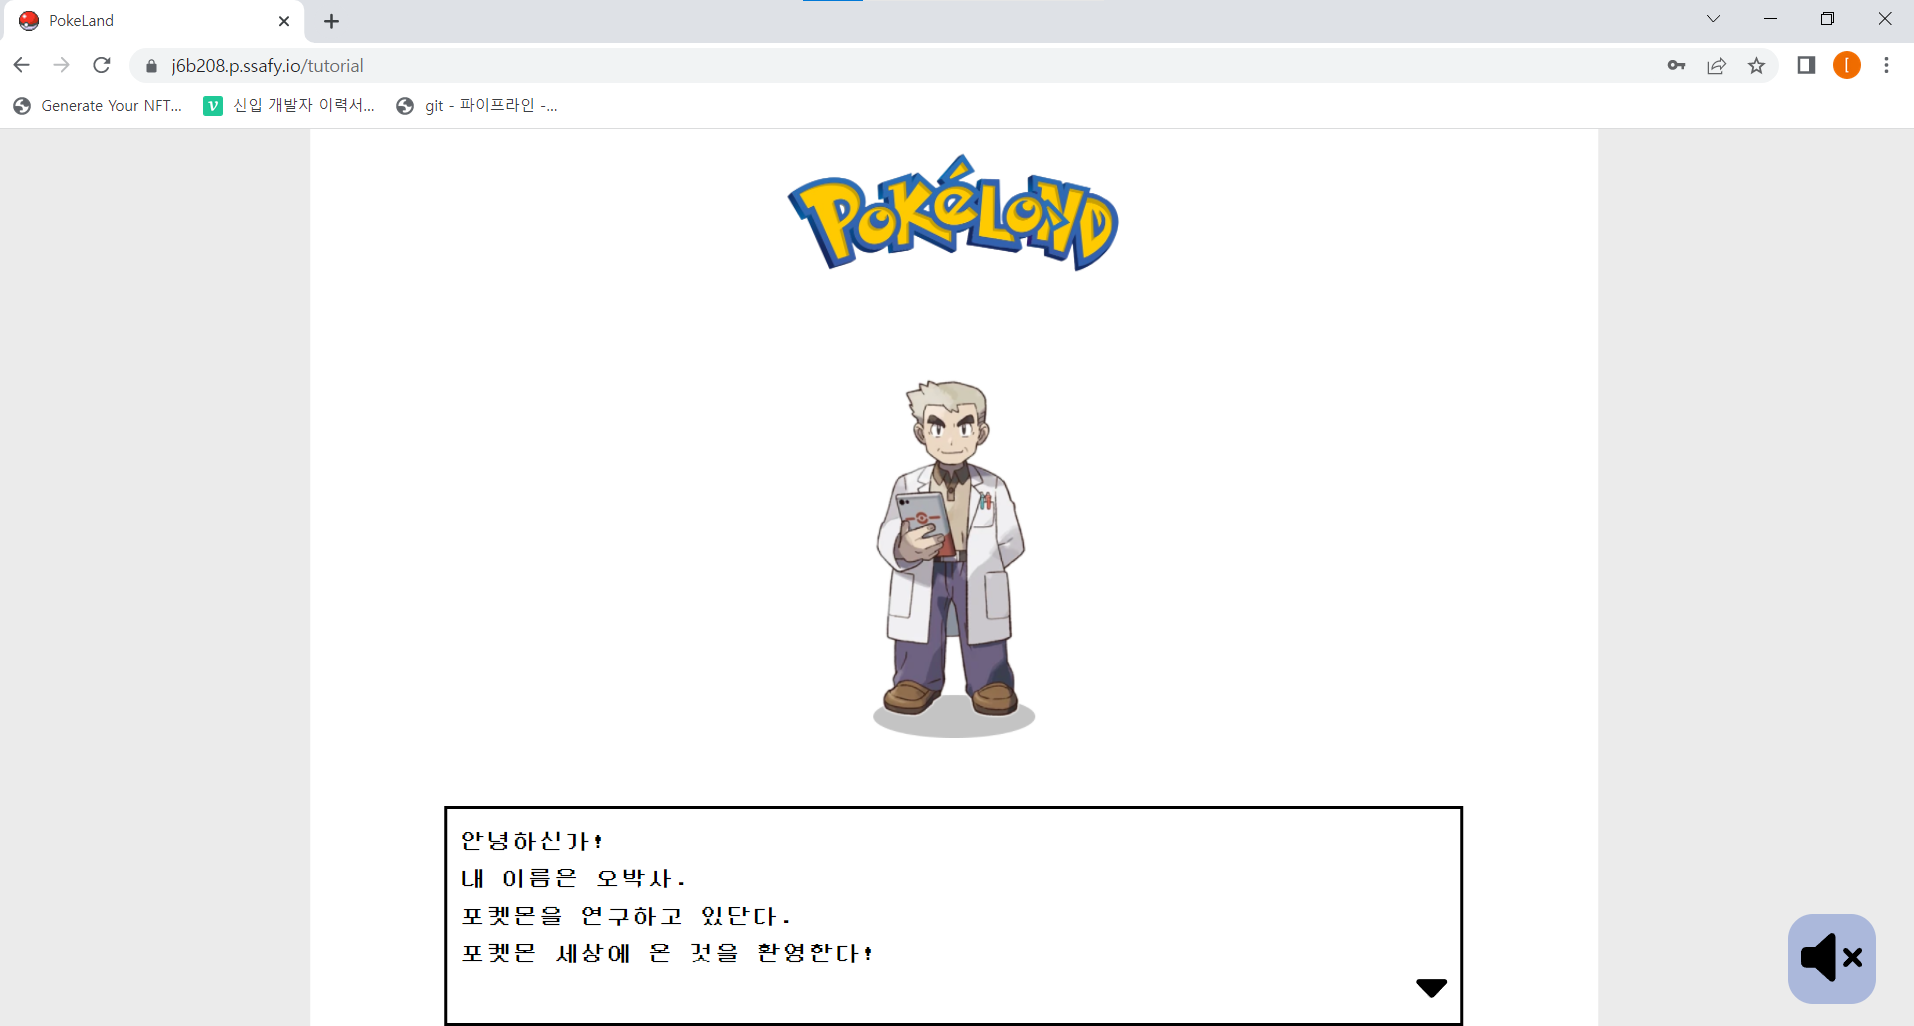 PokeLand
j6b208.p.ssafy.io/tutorial
[
Generate Your NFT...
v
신입 개발자 이력서...
git - 파이프라인 -...
POKéLAND
안녕하신가!
내 이름은 오박사.
포켓몬을 연구하고 있단다.
포켓몬 세상에 온 것을 환영한다!